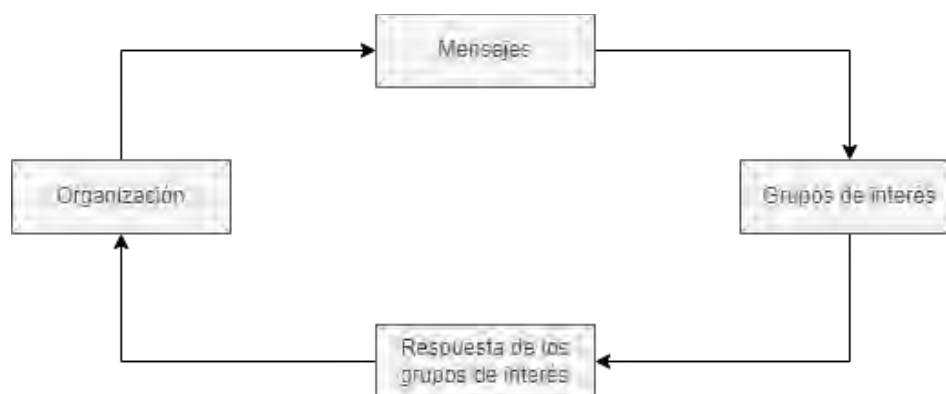 Mensajes
Organización
Grupos de interés
Respuesta de los
grupos de interés